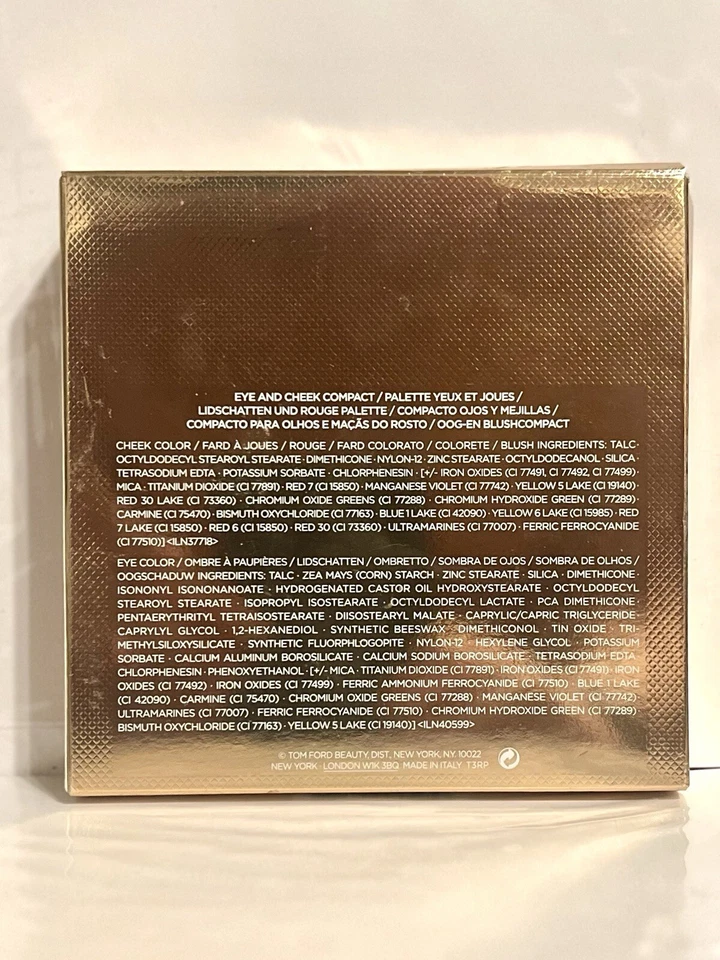 EYE AND CHEEK COMPACT / PALETTE YEUX ET JOUES /
LIDSCHATTEN UND ROUGE PALETTE / COMPACTO OJOS Y MEJILLAS /
COMPACTO PARA OLHOS E MAÇÃS DO ROSTO / OOG-EN BLUSHCOMPACT
CHEEK COLOR / FARD À JOUES / ROUGE / FARD COLORATO / COLORETE / BLUSH INGREDIENTS: TALC ·
OCTYLDODECYL STEAROYL STEARATE · DIMETHICONE · NYLON-12 · ZINC STEARATE · OCTYLDODECANOL · SILICA ·
TETRASODIUM EDTA · POTASSIUM SORBATE · CHLORPHENESIN · [+/- IRON OXIDES (CI 77491, CI 77492, CI 77499) ·
MICA · TITANIUM DIOXIDE (CI 77891) · RED 7 (CI 15850) · MANGANESE VIOLET (CI 77742) · YELLOW 5 LAKE (CI 19140) ·
RED 30 LAKE (CI 73360) · CHROMIUM OXIDE GREENS (CI 77288) · CHROMIUM HYDROXIDE GREEN (CI 77289) ·
CARMINE (CI 75470) · BISMUTH OXYCHLORIDE (CI 77163) · BLUE 1 LAKE (CI 42090) · YELLOW 6 LAKE (CI 15985) · RED
7 LAKE (CI 15850) · RED 6 (CI 15850) · RED 30 (CI 73360) · ULTRAMARINES (CI 77007) · FERRIC FERROCYANIDE
(CI 77510)] <ILN37718>
EYE COLOR / OMBRE À PAUPIÈRES / LIDSCHATTEN / OMBRETTO / SOMBRA DE OJOS / SOMBRA DE OLHOS /
OOGSCHADUW INGREDIENTS: TALC · ZEA MAYS (CORN) STARCH · ZINC STEARATE · SILICA · DIMETHICONE ·
ISONONYL ISONONANOATE · HYDROGENATED CASTOR OIL HYDROXYSTEARATE · OCTYLDODECYL
STEAROYL STEARATE · ISOPROPYL ISOSTEARATE · OCTYLDODECYL LACTATE · PCA DIMETHICONE ·
PENTAERYTHRITYL TETRAISOSTEARATE · DIISOSTEARYL MALATE · CAPRYLIC/CAPRIC TRIGLYCERIDE ·
CAPRYLYL GLYCOL · 1,2-HEXANEDIOL · SYNTHETIC BEESWAX · DIMETHICONOL · TIN OXIDE · TRI-
METHYLSILOXYSILICATE · SYNTHETIC FLUORPHLOGOPITE · NYLON-12 · HEXYLENE GLYCOL · POTASSIUM
SORBATE · CALCIUM ALUMINUM BOROSILICATE · CALCIUM SODIUM BOROSILICATE · TETRASODIUM EDTA ·
CHLORPHENESIN · PHENOXYETHANOL · [+/- MICA · TITANIUM DIOXIDE (CI 77891) · IRON OXIDES (CI 77491) · IRON
OXIDES (CI 77492) · IRON OXIDES (CI 77499) · FERRIC AMMONIUM FERROCYANIDE (CI 77510) · BLUE 1 LAKE
(CI 42090) · CARMINE (CI 75470) · CHROMIUM OXIDE GREENS (CI 77288) · MANGANESE VIOLET (CI 77742) ·
ULTRAMARINES (CI 77007) · FERRIC FERROCYANIDE (CI 77510) · CHROMIUM HYDROXIDE GREEN (CI 77289) ·
BISMUTH OXYCHLORIDE (CI 77163) · YELLOW 5 LAKE (CI 19140)] <ILN40599>
© TOM FORD BEAUTY, DIST., NEW YORK, N.Y. 10022
NEW YORK · LONDON W1K 3BQ MADE IN ITALY T3RP